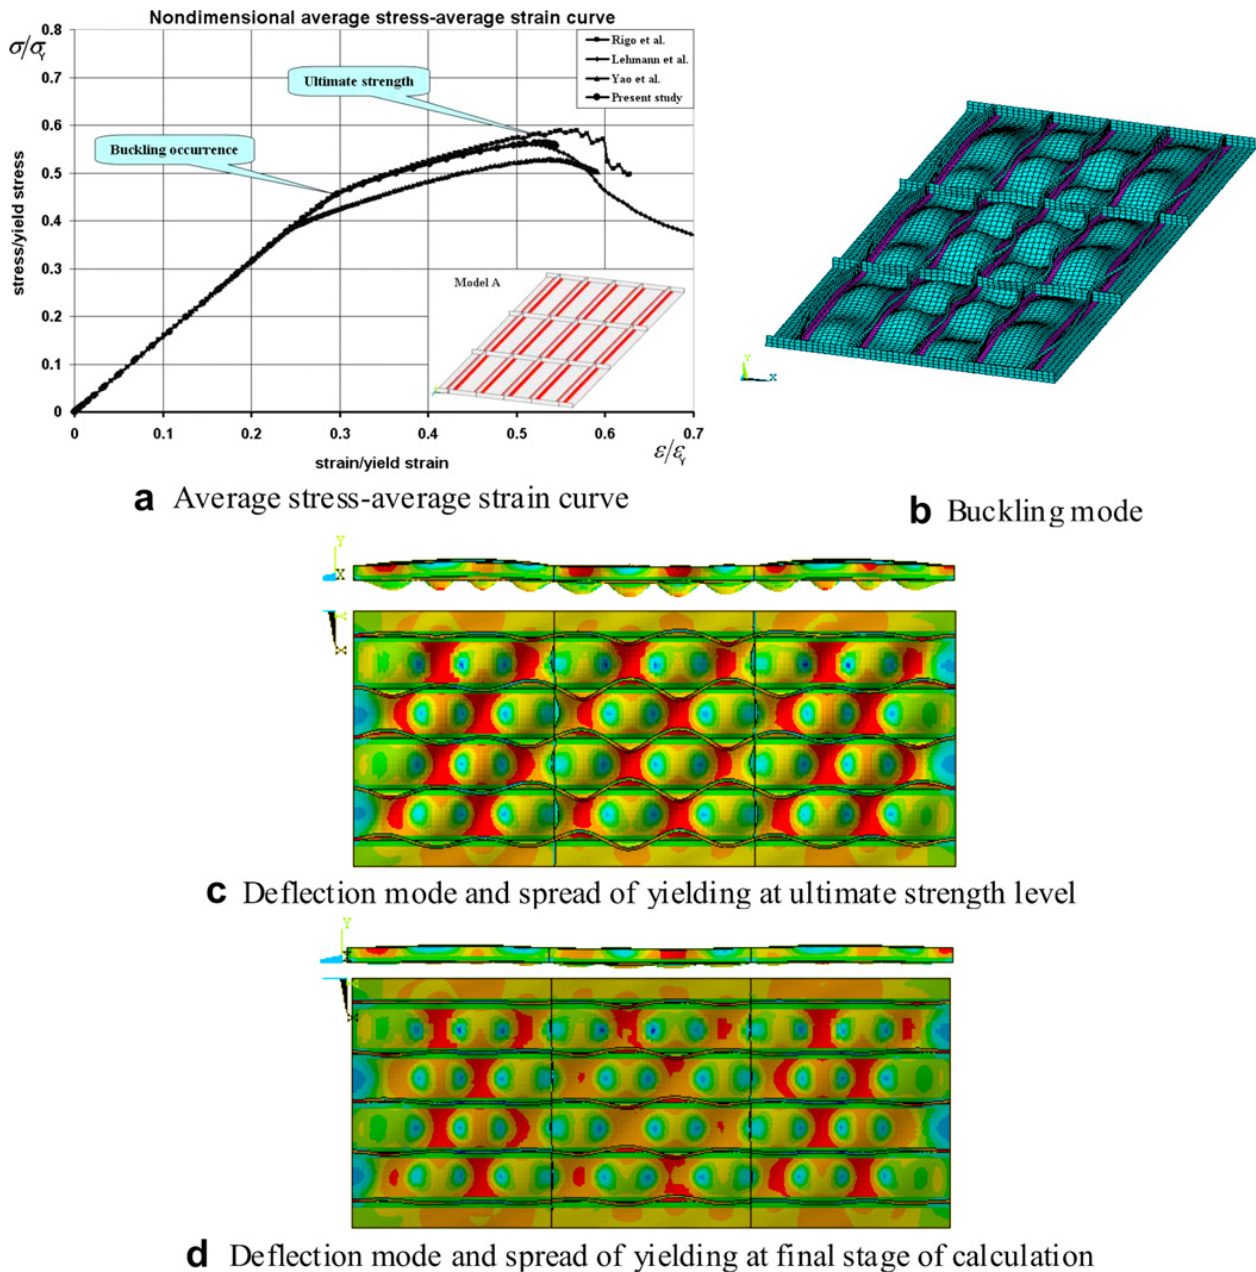 Nondimensional average stress-average strain curve
0.8
σ/σY
Rigo et al.
Lehmann et al.
Yao et al.
Present study
0.7
Ultimate strength
0.6
Buckling occurrence
0.5
0.4
stress/yield stress
0.3
Model A
0.2
0.1
0
0 0.1 0.2 0.3 0.4 0.5 0.6 0.7
strain/yield strain
ε/εY
Y
X
a Average stress-average strain curve
b Buckling mode
Y
X
X
c Deflection mode and spread of yielding at ultimate strength level
Y
d Deflection mode and spread of yielding at final stage of calculation